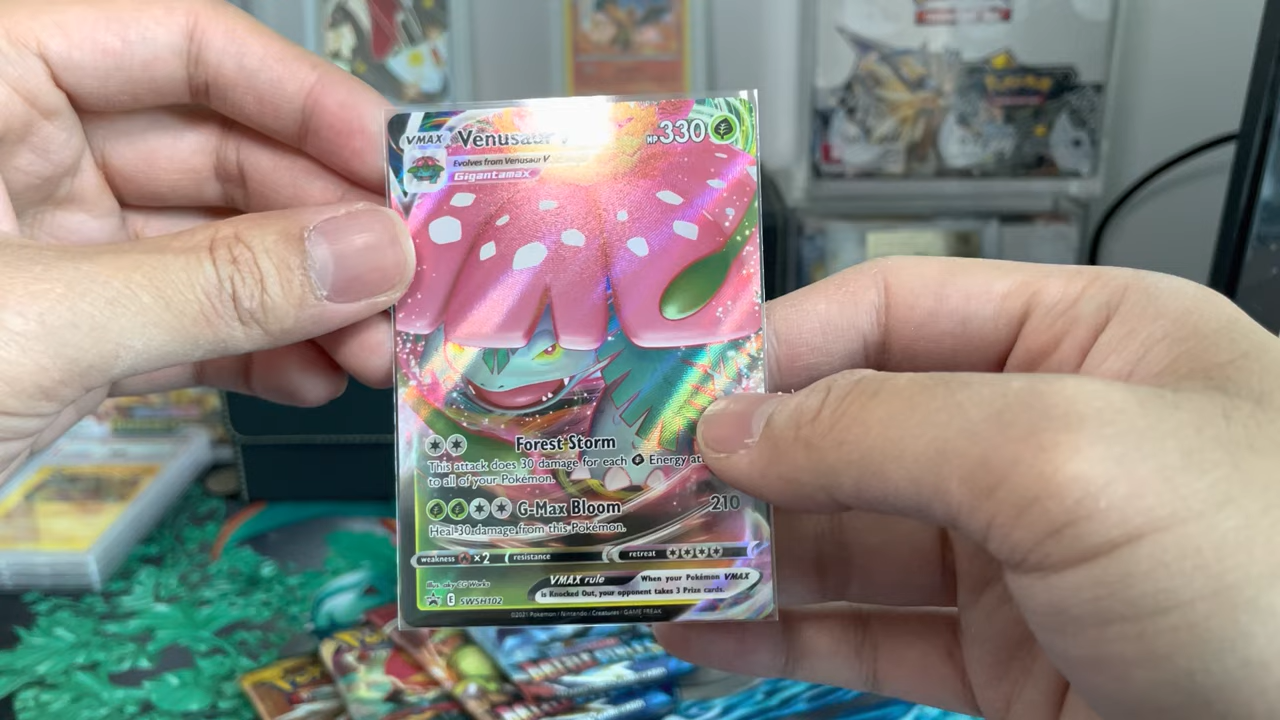 VMAX Venusaur HP 330
Evolves from Venusaur V
Gigantamax
Forest Storm
This attack does 30 damage for each Energy
to all of your Pokémon.
G-Max Bloom 210
Heal 30 damage from this Pokémon.
weakness ×2 resistance retreat
VMAX rule When your Pokémon VMAX
is Knocked Out, your opponent takes 3 Prize cards.
Illus. aky CG Works
E SWSH102
©2021 Pokémon / Nintendo / Creatures / GAME FREAK
POKÉMON